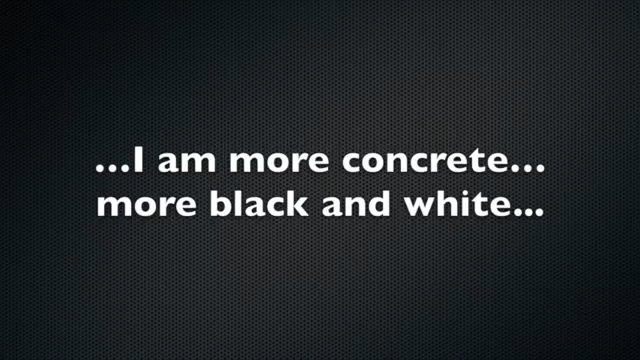 …I am more concrete…
more black and white...